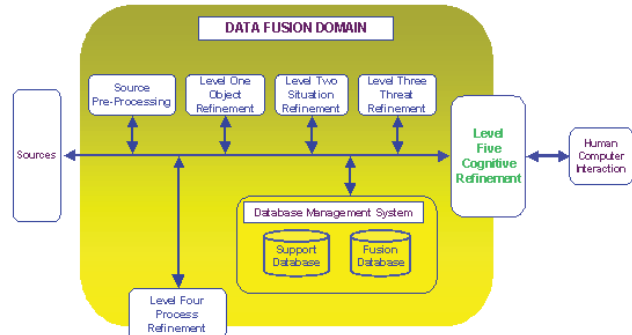 DATA FUSION DOMAIN
Source
Pre-Processing
Level One
Object
Refinement
Level Two
Situation
Refinement
Level Three
Threat
Refinement
Sources
Level
Five
Cognitive
Refinement
Human
Computer
Interaction
Database Management System
Support
Database
Fusion
Database
Level Four
Process
Refinement